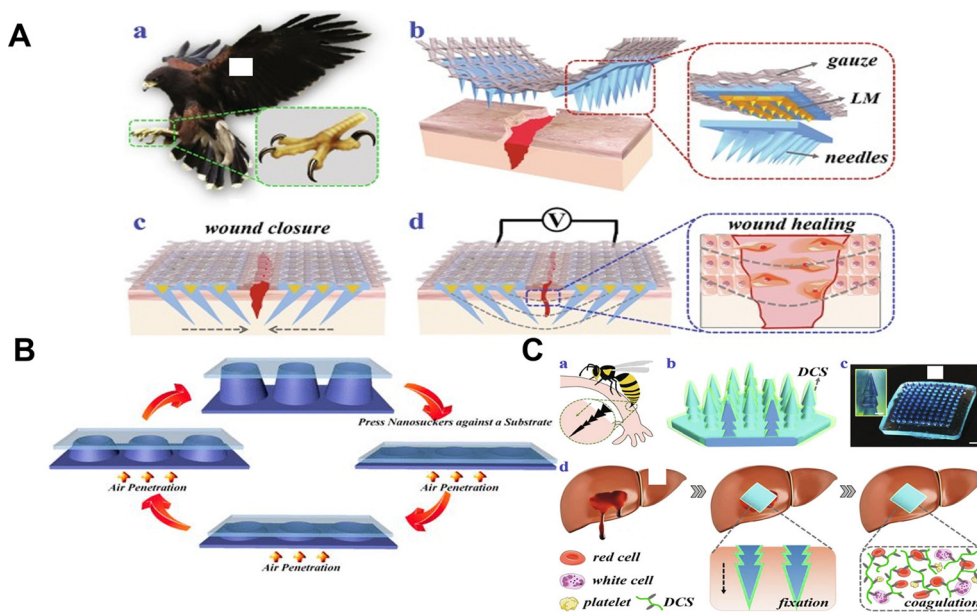 A
a
b
gauze
LM
needles
c
wound closure
d
V
wound healing
B
Press Nanosuckers against a Substrate
Air Penetration
Air Penetration
Air Penetration
C
a
b
DCS
c
d
red cell
white cell
platelet
DCS
fixation
coagulation